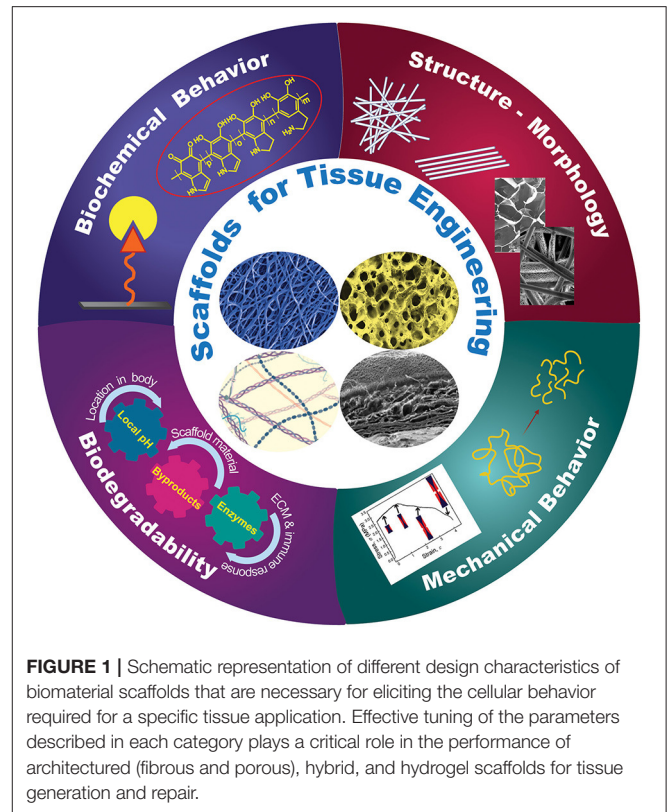 Biochemical Behavior
Structure - Morphology
Scaffolds for Tissue Engineering
Biodegradability
Location in body
Local pH
Scaffold material
Byproducts
Enzymes
ECM & immune response
Mechanical Behavior
Strain, ε
FIGURE 1 | Schematic representation of different design characteristics of
biomaterial scaffolds that are necessary for eliciting the cellular behavior
required for a specific tissue application. Effective tuning of the parameters
described in each category plays a critical role in the performance of
architectured (fibrous and porous), hybrid, and hydrogel scaffolds for tissue
generation and repair.